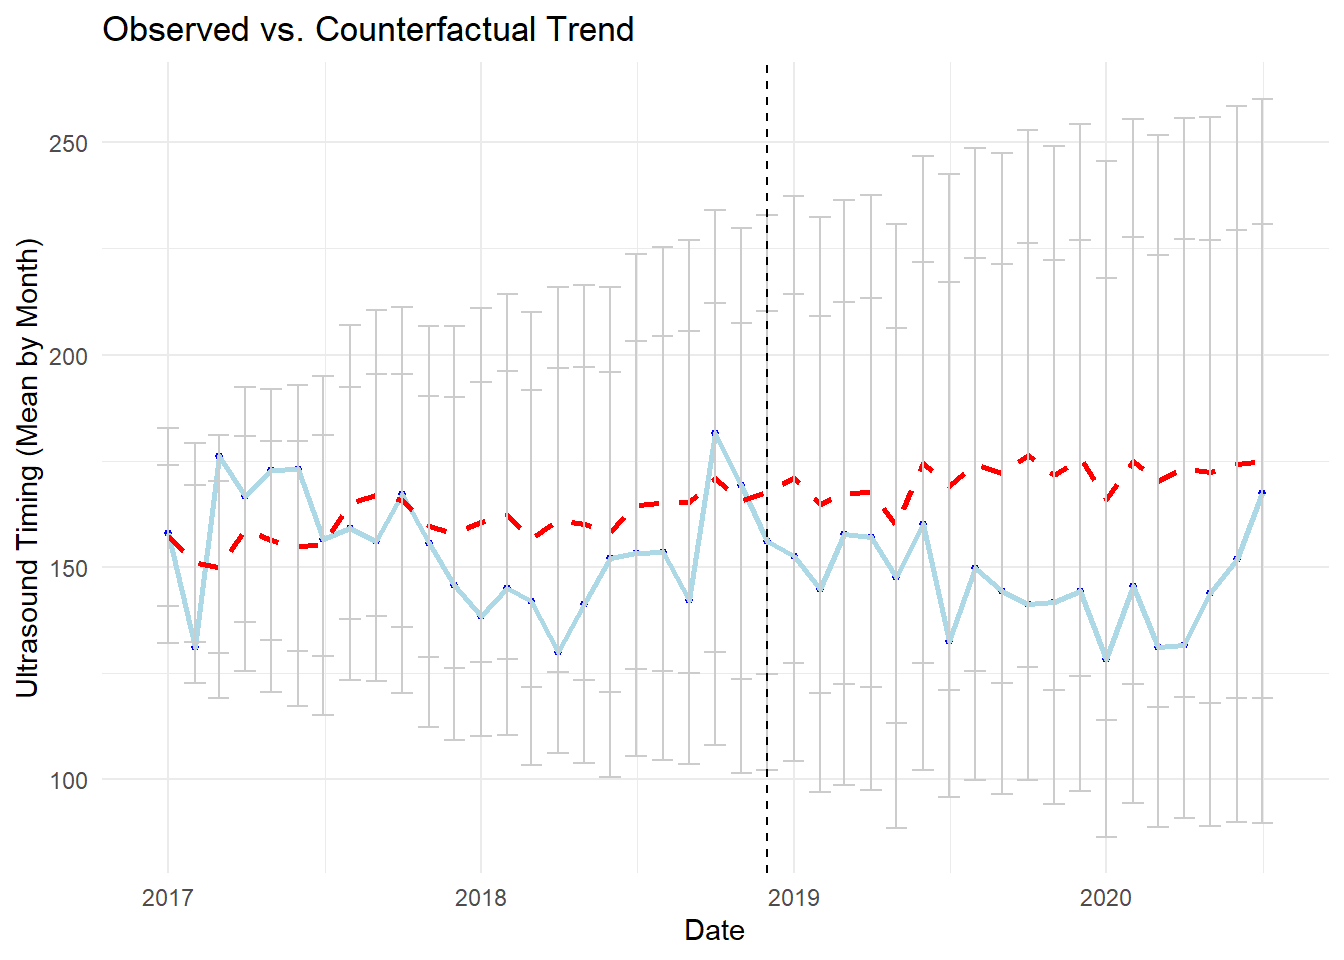 Observed vs. Counterfactual Trend
Ultrasound Timing (Mean by Month)
250
200
150
100
2017 2018 2019 2020
Date